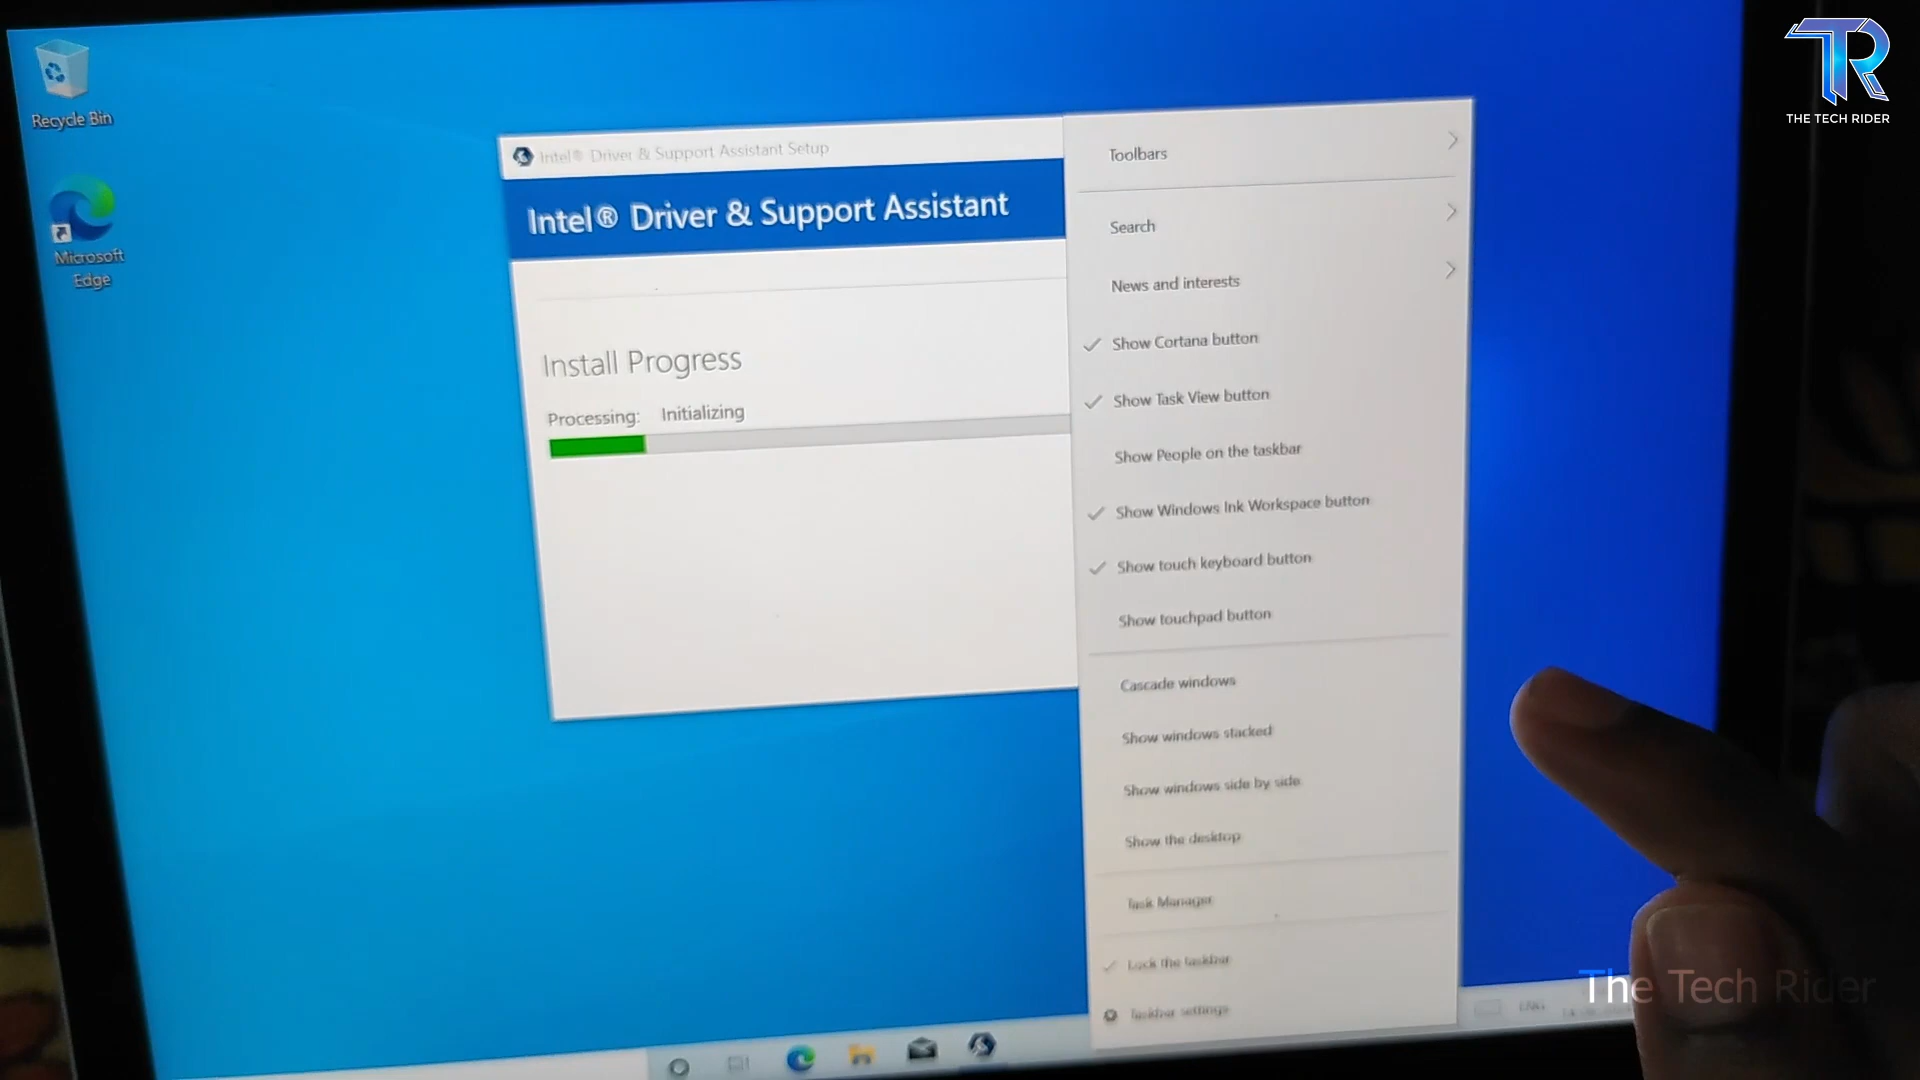 Recycle Bin
Microsoft
Edge
Intel® Driver & Support Assistant Setup
Intel® Driver & Support Assistant
Install Progress
Processing: Initializing
Toolbars
Search
News and interests
Show Cortana button
Show Task View button
Show People on the taskbar
Show Windows Ink Workspace button
Show touch keyboard button
Show touchpad button
Cascade windows
Show windows stacked
Show windows side by side
Show the desktop
Task Manager
Lock the taskbar
Taskbar settings
ENG
TR
THE TECH RIDER
The Tech Rider